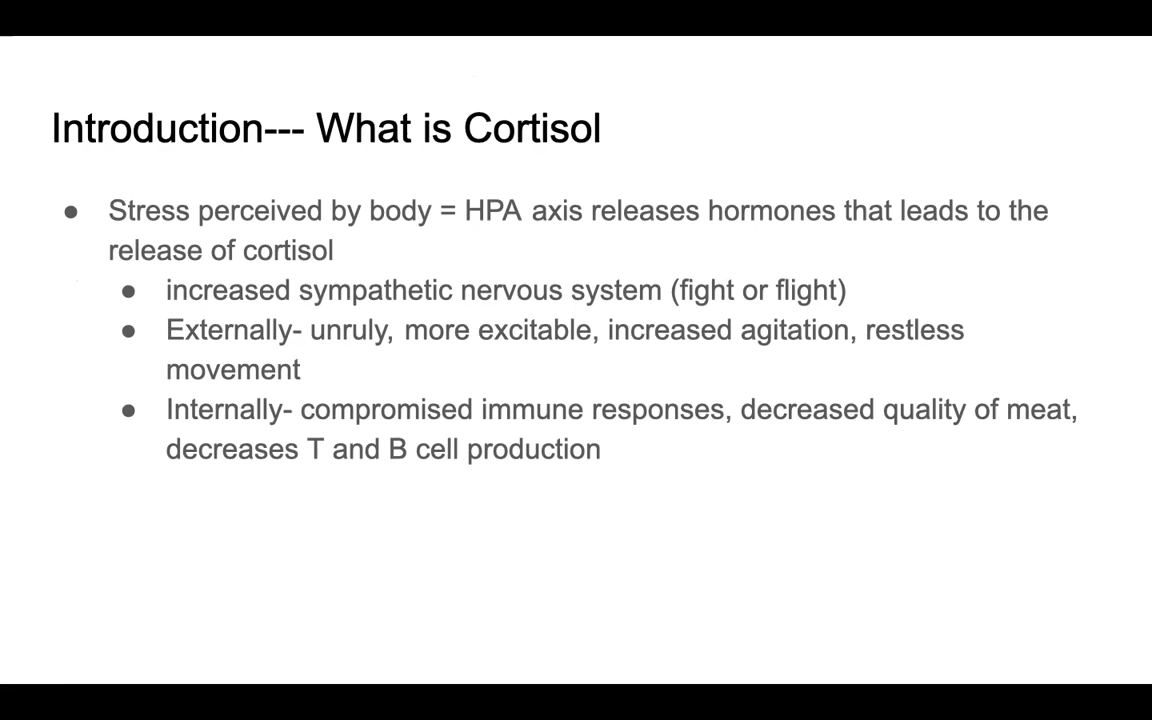 Introduction--- What is Cortisol
● Stress perceived by body = HPA axis releases hormones that leads to the
release of cortisol
● increased sympathetic nervous system (fight or flight)
● Externally- unruly, more excitable, increased agitation, restless
movement
● Internally- compromised immune responses, decreased quality of meat,
decreases T and B cell production